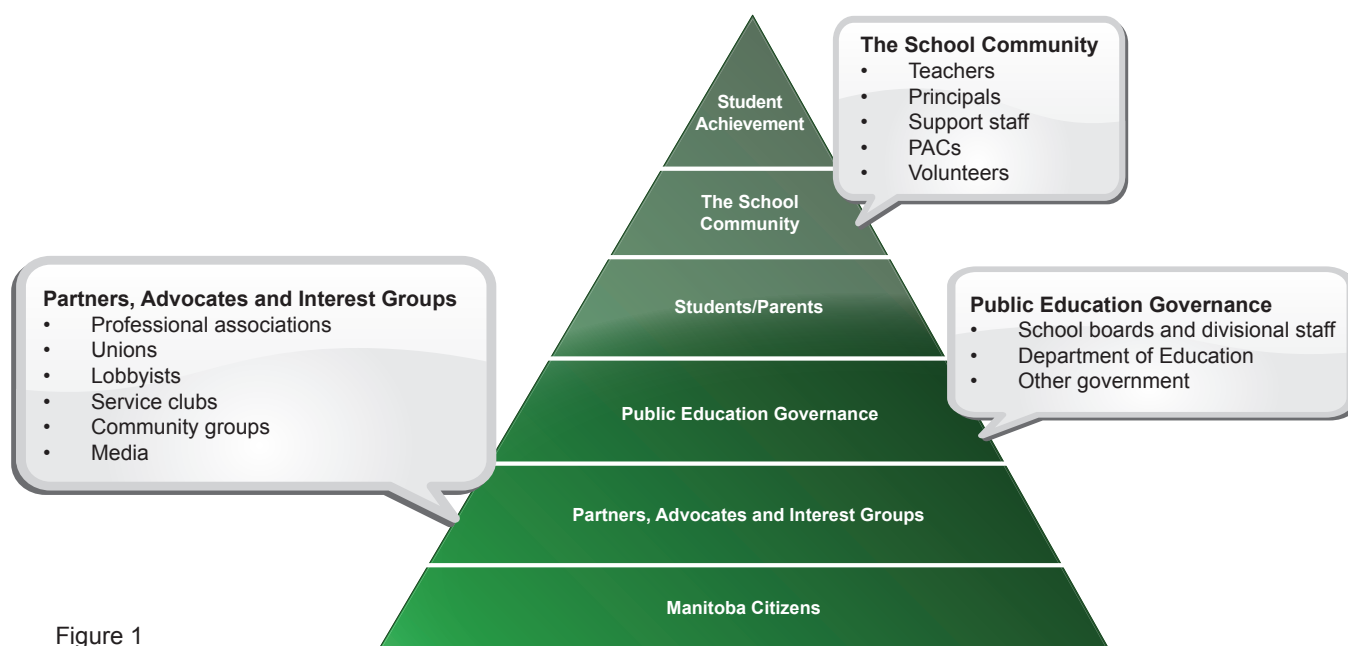 The School Community
• Teachers
• Principals
• Support staff
• PACs
• Volunteers
Student
Achievement
The School
Community
Partners, Advocates and Interest Groups
• Professional associations
• Unions
• Lobbyists
• Service clubs
• Community groups
• Media
Students/Parents
Public Education Governance
• School boards and divisional staff
• Department of Education
• Other government
Public Education Governance
Partners, Advocates and Interest Groups
Manitoba Citizens
Figure 1